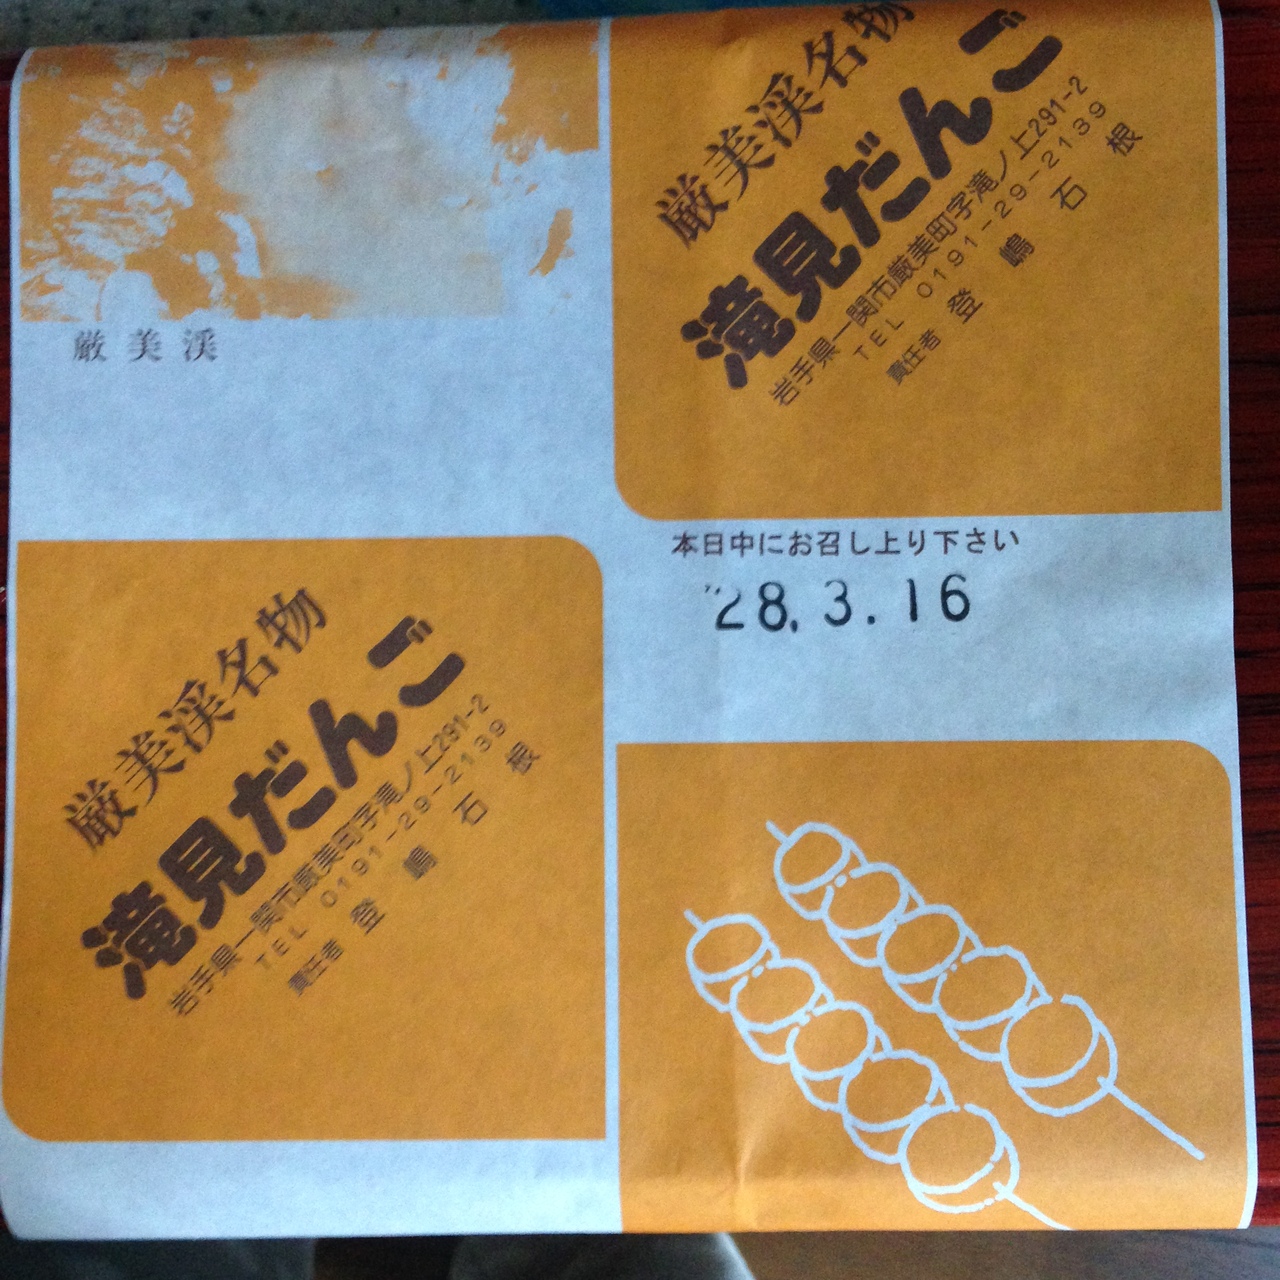 厳美渓
厳美渓名物
滝見だんご
岩手県一関市厳美町字滝ノ上291-2
TEL 0191-29-2139
責任者 登嶋石根
本日中にお召し上り下さい
28.3.16
厳美渓名物
滝見だんご
岩手県一関市厳美町字滝ノ上291-2
TEL 0191-29-2139
責任者 登嶋石根